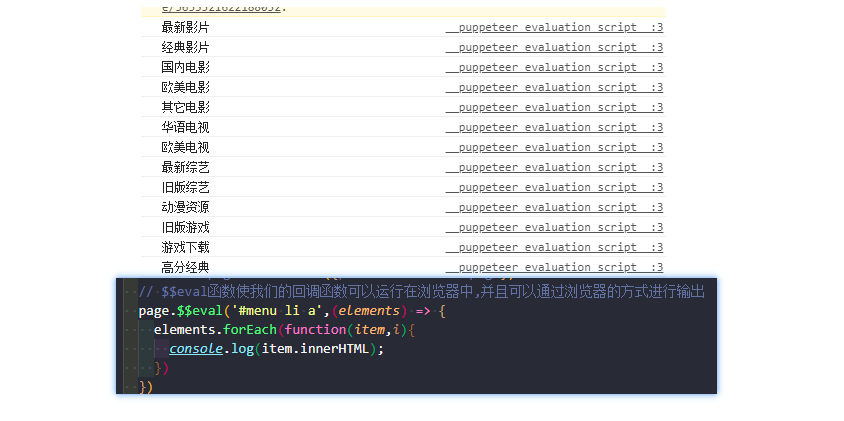 e/5655521622188032.
最新影片 __puppeteer_evaluation_script__:3
经典影片 __puppeteer_evaluation_script__:3
国内电影 __puppeteer_evaluation_script__:3
欧美电影 __puppeteer_evaluation_script__:3
其它电影 __puppeteer_evaluation_script__:3
华语电视 __puppeteer_evaluation_script__:3
欧美电视 __puppeteer_evaluation_script__:3
最新综艺 __puppeteer_evaluation_script__:3
旧版综艺 __puppeteer_evaluation_script__:3
动漫资源 __puppeteer_evaluation_script__:3
旧版游戏 __puppeteer_evaluation_script__:3
游戏下载 __puppeteer_evaluation_script__:3
高分经典 __puppeteer_evaluation_script__:3
// $$eval函数使我们的回调函数可以运行在浏览器中,并且可以通过浏览器的方式进行输出
page.$$eval('#menu li a',(elements) => {
elements.forEach(function(item,i){
console.log(item.innerHTML);
})
})